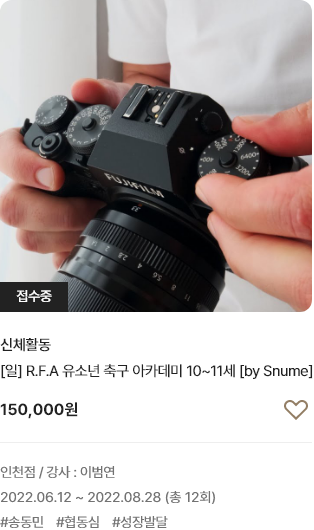 FUJIFILM
접수중
신체활동
[일] R.F.A 유소년 축구 아카데미 10~11세 [by Snume]
150,000원
인천점 / 강사 : 이범연
2022.06.12 ~ 2022.08.28 (총 12회)
#송동민 #협동심 #성장발달